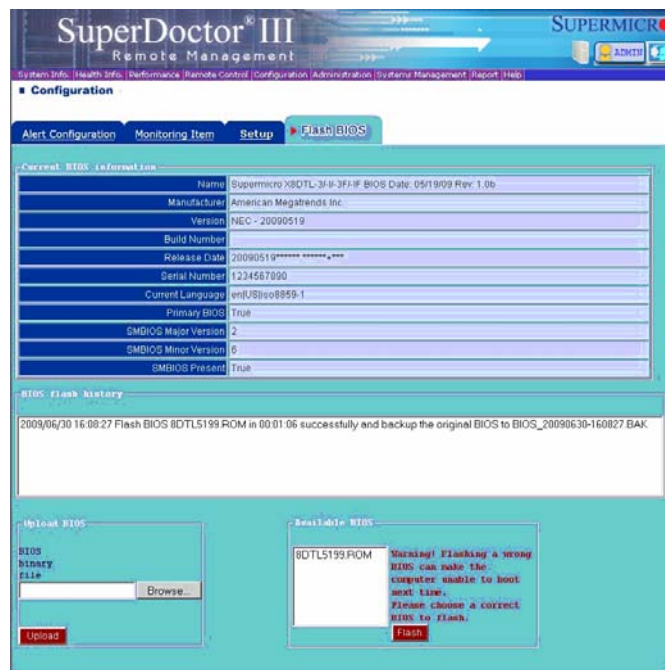 SuperDoctor® III
Remote Management
SUPERMICR
ADMIN
System Info. Health Info. Performance Remote Control Configuration Administration Systems Management Report Help
Configuration
Alert Configuration Monitoring Item Setup Flash BIOS
Current BIOS information
Name Supermicro X8DTL-3/-I/-3F/-IF BIOS Date: 05/19/09 Rev: 1.0b
Manufacturer American Megatrends Inc.
Version NEC - 20090519
Build Number
Release Date 20090519****** ******+***
Serial Number 1234567890
Current Language en|US|iso8859-1
Primary BIOS True
SMBIOS Major Version 2
SMBIOS Minor Version 6
SMBIOS Present True
BIOS flash history
2009/06/30 16:08:27 Flash BIOS 8DTL5199.ROM in 00:01:06 successfully and backup the original BIOS to BIOS_20090630-160827.BAK
Upload BIOS
BIOS
binary
file
Browse...
Upload
Available BIOS
8DTL5199.ROM
Warning! Flashing a wrong
BIOS can make the
computer unable to boot
next time.
Please choose a correct
BIOS to flash.
Flash